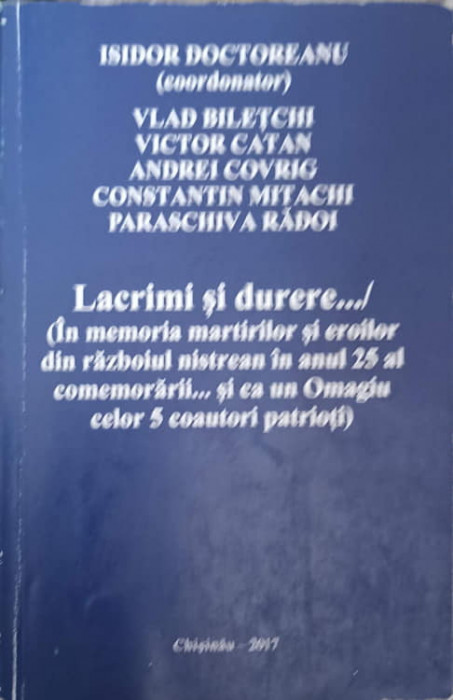 ISIDOR DOCTOREANU
(coordonator)
VLAD BILEȚCHI
VICTOR CATAN
ANDREI COVRIG
CONSTANTIN MIȚACHI
PARASCHIVA RĂDOI
Lacrimi și durere.../
(În memoria martirilor și eroilor
din războiul nistrean în anul 25 al
comemorării... și ca un Omagiu
celor 5 coautori patrioți)
Chișinău – 2017